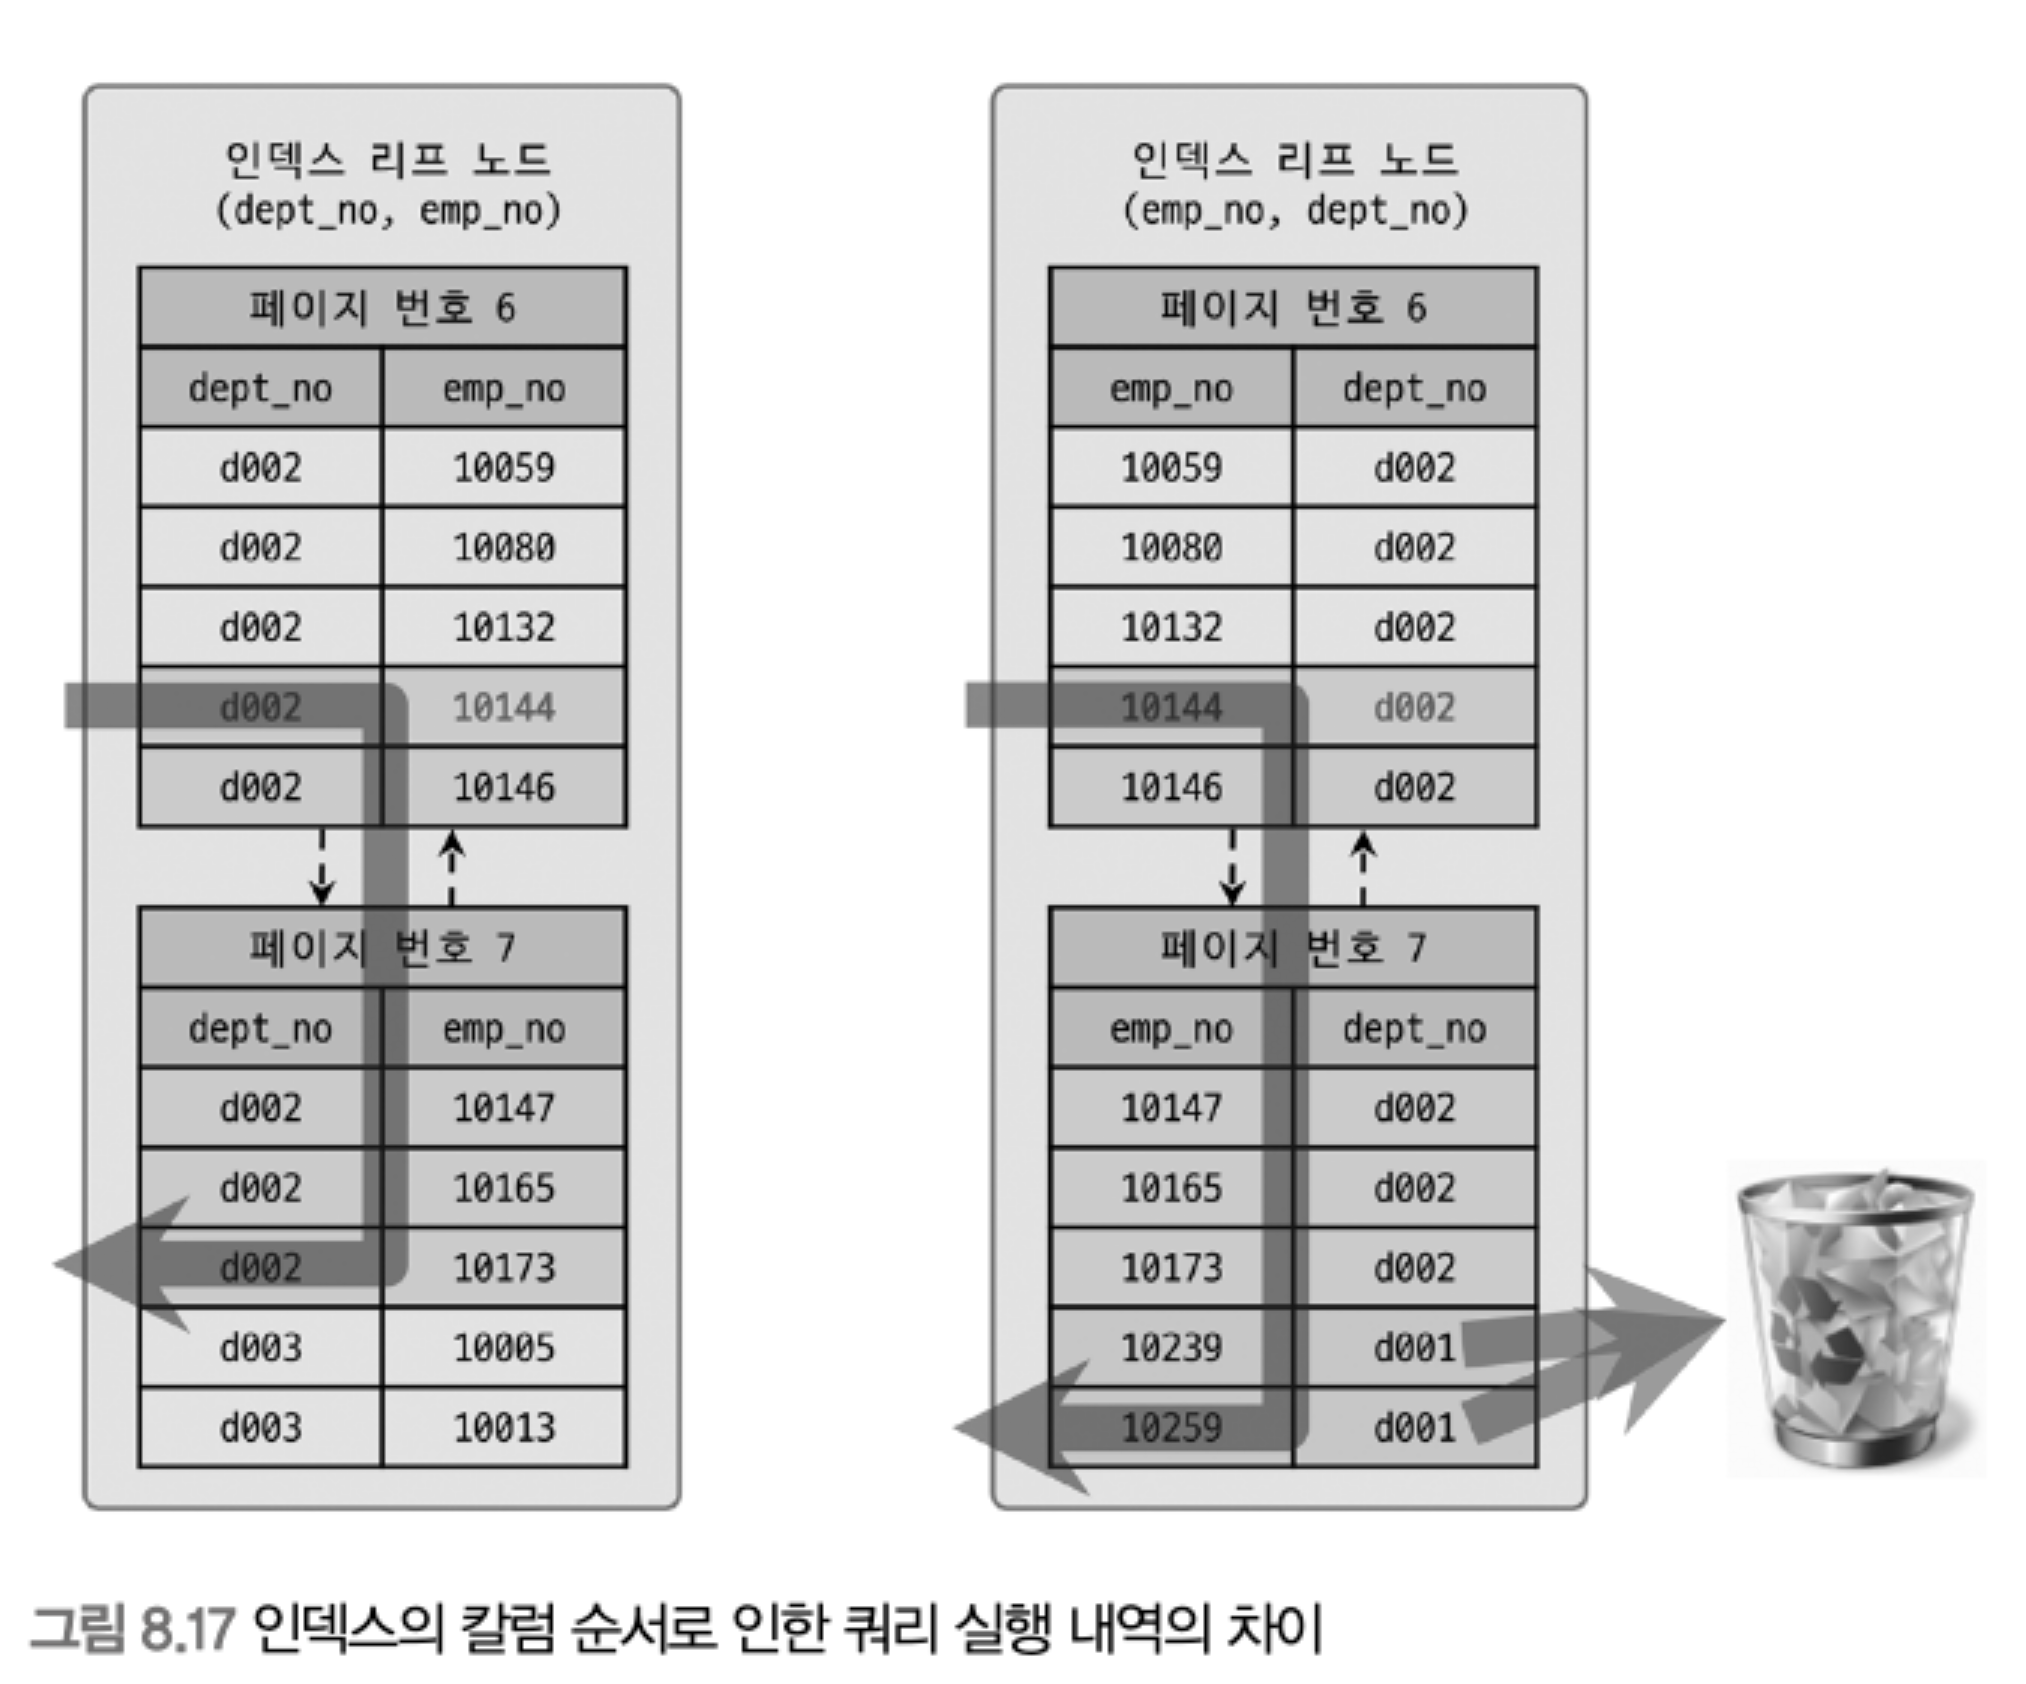 인덱스 리프 노드
(dept_no, emp_no)
페이지 번호 6
dept_no emp_no
d002 10059
d002 10080
d002 10132
d002 10144
d002 10146
페이지 번호 7
dept_no emp_no
d002 10147
d002 10165
d002 10173
d003 10005
d003 10013
인덱스 리프 노드
(emp_no, dept_no)
페이지 번호 6
emp_no dept_no
10059 d002
10080 d002
10132 d002
10144 d002
10146 d002
페이지 번호 7
emp_no dept_no
10147 d002
10165 d002
10173 d002
10239 d001
10259 d001
그림 8.17 인덱스의 칼럼 순서로 인한 쿼리 실행 내역의 차이